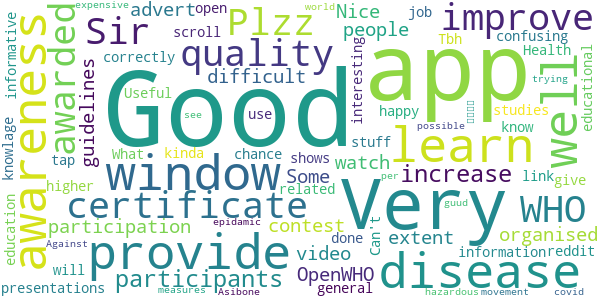 advert
open
job
Nice
people
Plzz
improve
Sir
scroll
Tbh
confusing
Health
world
expensive
informative
awareness
awarded
guidelines
quality
correctly
difficult
Useful
interesting
happy
trying
educational
Good
app
well
studies
see
use
know
possible
stuff
knowlage
tap
What
kinda
chance
shows
learn
window
Some
watch
increase
link
give
higher
related
per
certificate
Very
WHO
education
participation
epidamic
contest
guud
done
Can't
extent
organised
Against
provide
video
information
reddit
will
participants
OpenWHO
disease
presentations
measures
Asibone
general
hazardous
movement
covid